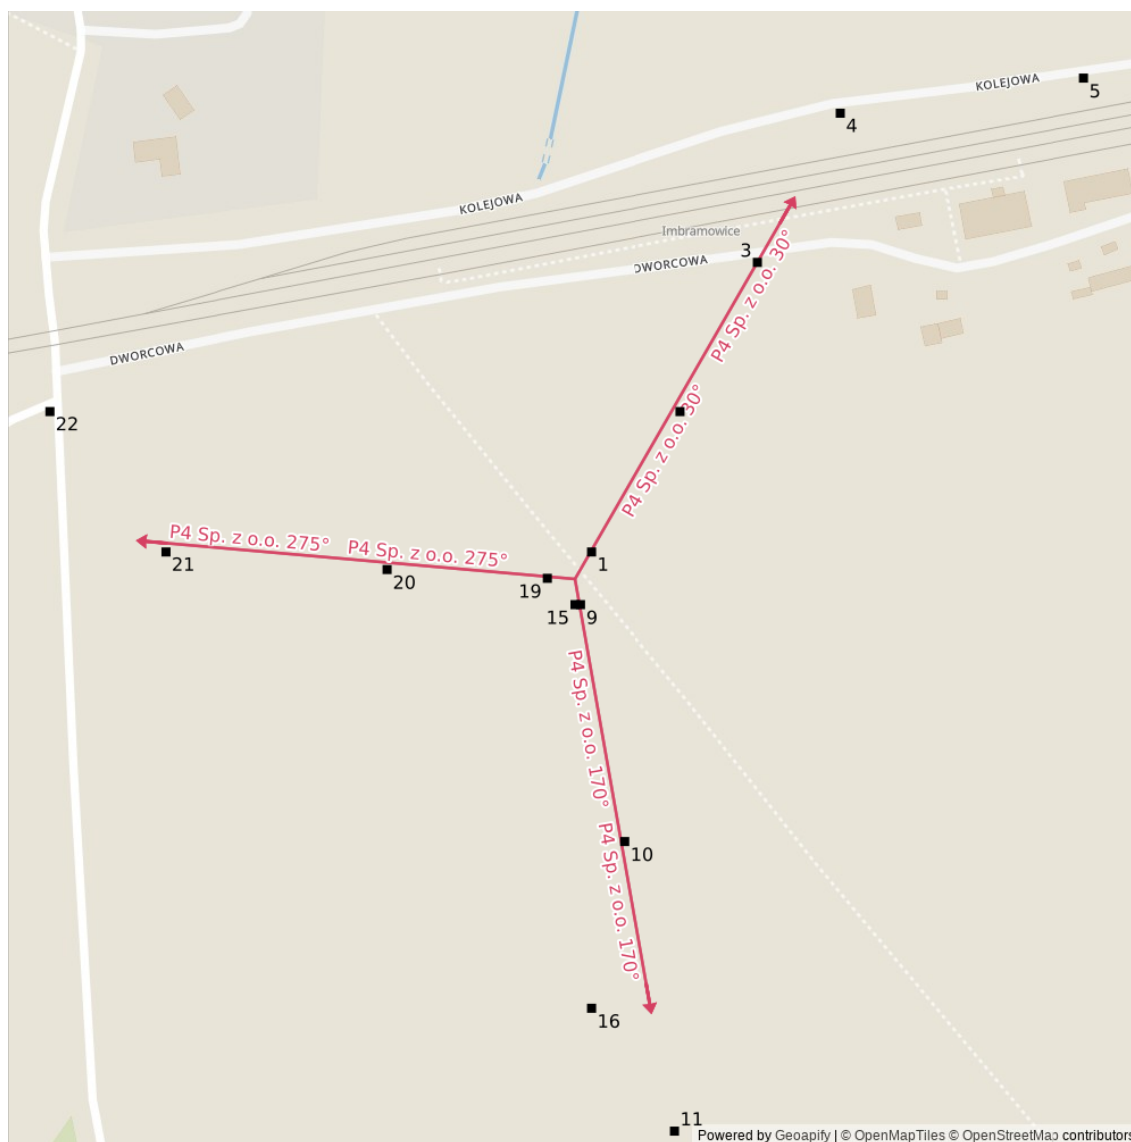 KOLEJOWA
5
4
KOLEJOWA
Imbramowice
3
DWORCOWA
P4 Sp. z o.o. 30°
DWORCOWA
P4 Sp. z o.o. 30°
22
P4 Sp. z o.o. 275°
P4 Sp. z o.o. 275°
21
20
19
1
15
9
P4 Sp. z o.o. 170°
P4 Sp. z o.o. 170°
10
16
11
Powered by Geoapify | © OpenMapTiles © OpenStreetMap contributors